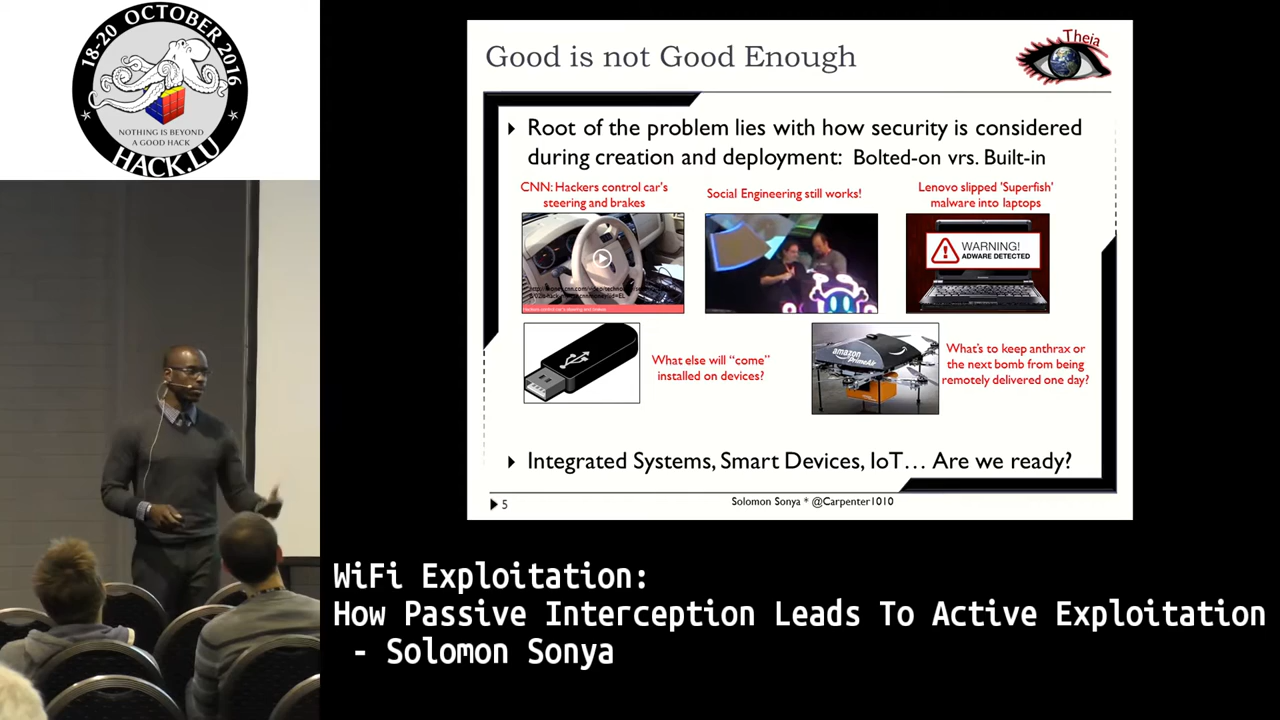 18-20 OCTOBER 2016
NOTHING IS BEYOND
A GOOD HACK
HACK.LU
Good is not Good Enough
Theia
Root of the problem lies with how security is considered
during creation and deployment: Bolted-on vrs. Built-in
CNN: Hackers control car's
steering and brakes
Social Engineering still works!
Lenovo slipped 'Superfish'
malware into laptops
WARNING!
ADWARE DETECTED
What else will “come”
installed on devices?
amazon
PrimeAir
What's to keep anthrax or
the next bomb from being
remotely delivered one day?
Integrated Systems, Smart Devices, IoT… Are we ready?
5
Solomon Sonya * @Carpenter1010
WiFi Exploitation:
How Passive Interception Leads To Active Exploitation
- Solomon Sonya